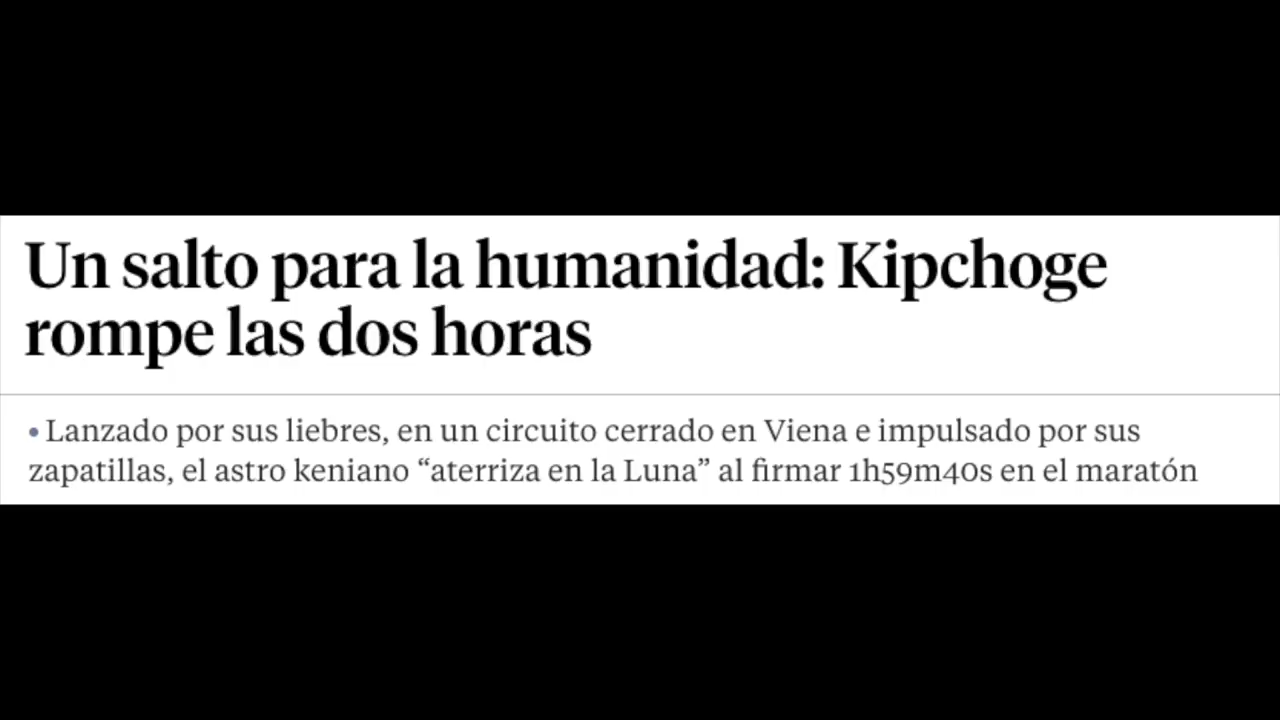 Un salto para la humanidad: Kipchoge
rompe las dos horas
• Lanzado por sus liebres, en un circuito cerrado en Viena e impulsado por sus
zapatillas, el astro keniano “aterriza en la Luna” al firmar 1h59m40s en el maratón